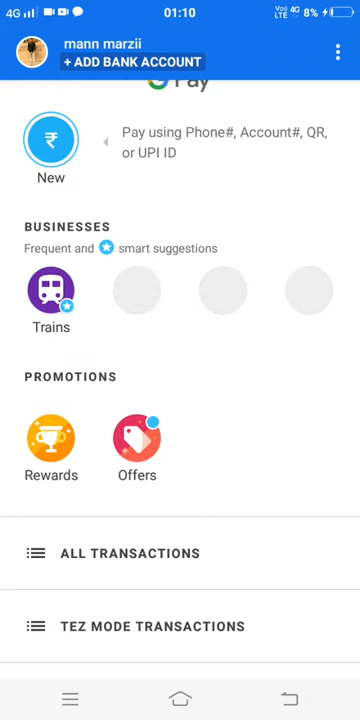 4G 01:10 Voo LTE 4G 8%
mann marzii
+ ADD BANK ACCOUNT
G Pay
₹
Pay using Phone#, Account#, QR,
or UPI ID
New
BUSINESSES
Frequent and smart suggestions
Trains
PROMOTIONS
Rewards
Offers
ALL TRANSACTIONS
TEZ MODE TRANSACTIONS